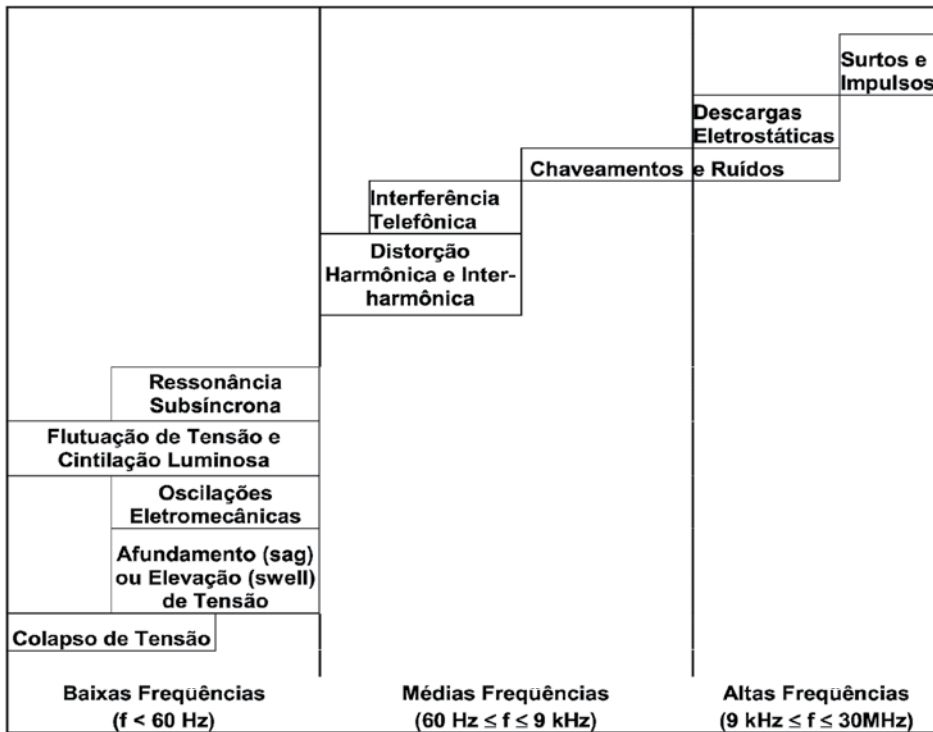 Surtos e
Impulsos
Descargas
Eletrostáticas
Chaveamentos e Ruídos
Interferência
Telefônica
Distorção
Harmônica e Inter-
harmônica
Ressonância
Subsíncrona
Flutuação de Tensão e
Cintilação Luminosa
Oscilações
Eletromecânicas
Afundamento (sag)
ou Elevação (swell)
de Tensão
Colapso de Tensão
Baixas Freqüências
(f < 60 Hz)
Médias Freqüências
(60 Hz ≤ f ≤ 9 kHz)
Altas Freqüências
(9 kHz ≤ f ≤ 30MHz)